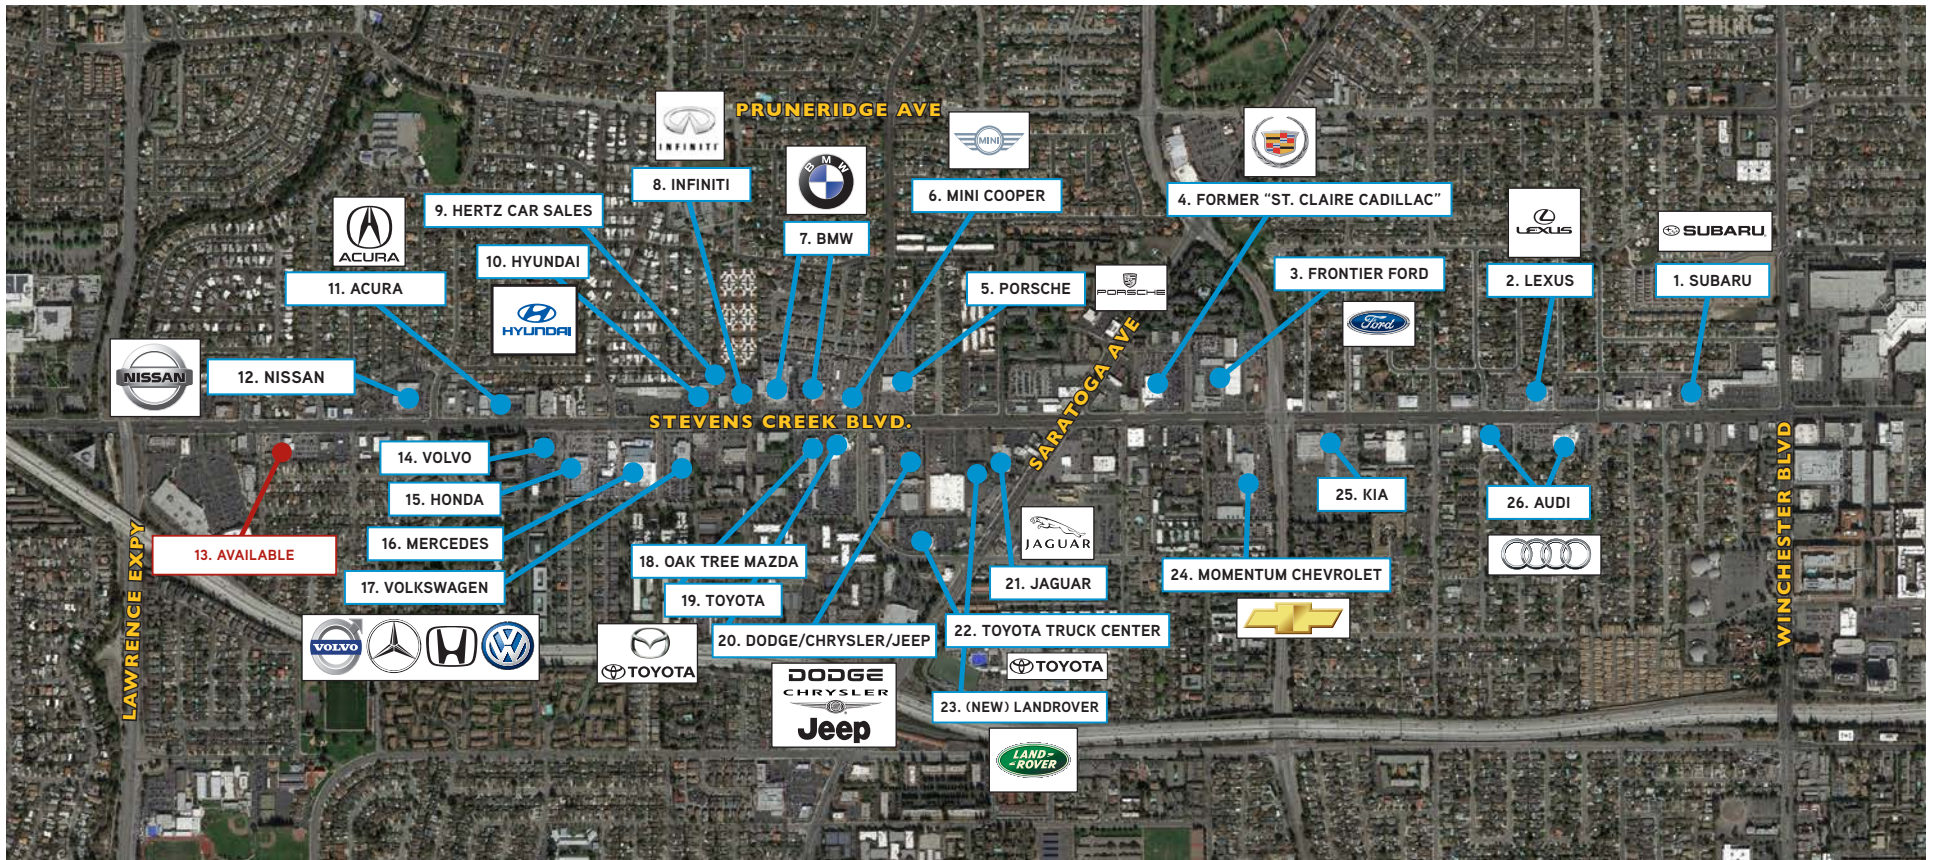 PRUNERIDGE AVE
INFINITI
MINI
BMW
8. INFINITI
6. MINI COOPER
4. FORMER “ST. CLAIRE CADILLAC”
9. HERTZ CAR SALES
ACURA
7. BMW
LEXUS
SUBARU
10. HYUNDAI
11. ACURA
HYUNDAI
5. PORSCHE
PORSCHE
3. FRONTIER FORD
Ford
2. LEXUS
1. SUBARU
NISSAN
12. NISSAN
STEVENS CREEK BLVD.
SARATOGA AVE
WINCHESTER BLVD
LAWRENCE EXPY
14. VOLVO
15. HONDA
16. MERCEDES
17. VOLKSWAGEN
13. AVAILABLE
18. OAK TREE MAZDA
19. TOYOTA
20. DODGE/CHRYSLER/JEEP
JAGUAR
21. JAGUAR
22. TOYOTA TRUCK CENTER
TOYOTA
23. (NEW) LANDROVER
24. MOMENTUM CHEVROLET
25. KIA
26. AUDI
VOLVO
TOYOTA
DODGE
CHRYSLER
Jeep
LAND-
-ROVER